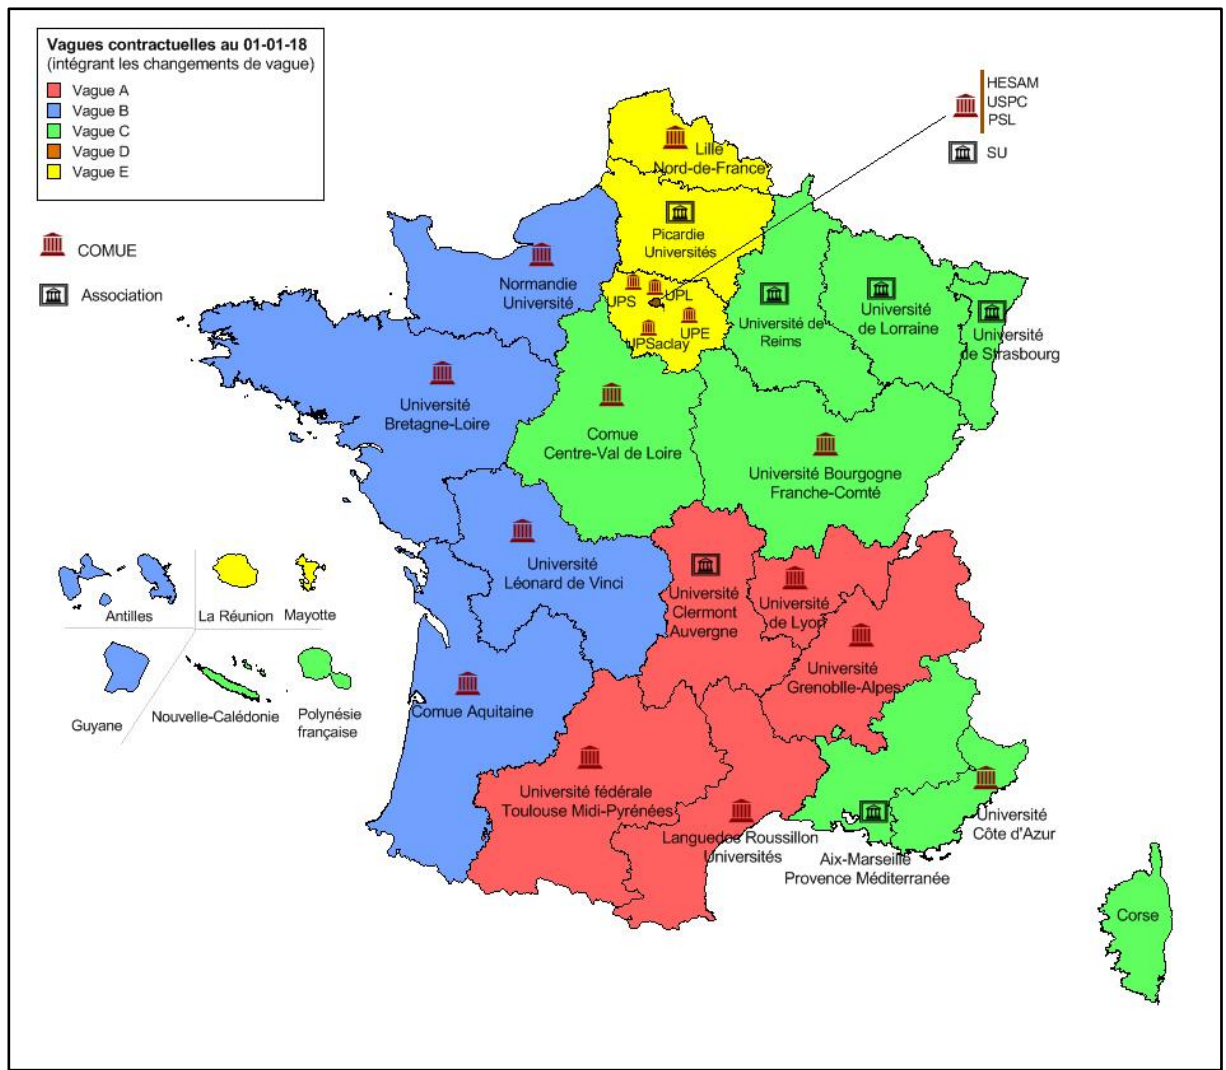 Vagues contractuelles au 01-01-18
(intégrant les changements de vague)
Vague A
Vague B
Vague C
Vague D
Vague E
COMUE
Association
HESAM
USPC
PSL
SU
Lille
Nord-de-France
Picardie
Universités
Normandie
Université
UPS
UPL
UPE
UPSaclay
Université de
Reims
Université
de Lorraine
Université
de Strasbourg
Université
Bretagne-Loire
Comue
Centre-Val de Loire
Université Bourgogne
Franche-Comté
Université
Léonard de Vinci
Université
Clermont
Auvergne
Université
de Lyon
Université
Grenoblle-Alpes
Antilles
La Réunion
Mayotte
Guyane
Nouvelle-Calédonie
Polynésie
française
Comue Aquitaine
Université fédérale
Toulouse Midi-Pyrénées
Languedos Roussillon
Universités
Aix-Marseille
Provence Méditerranée
Université
Côte d'Azur
Corse